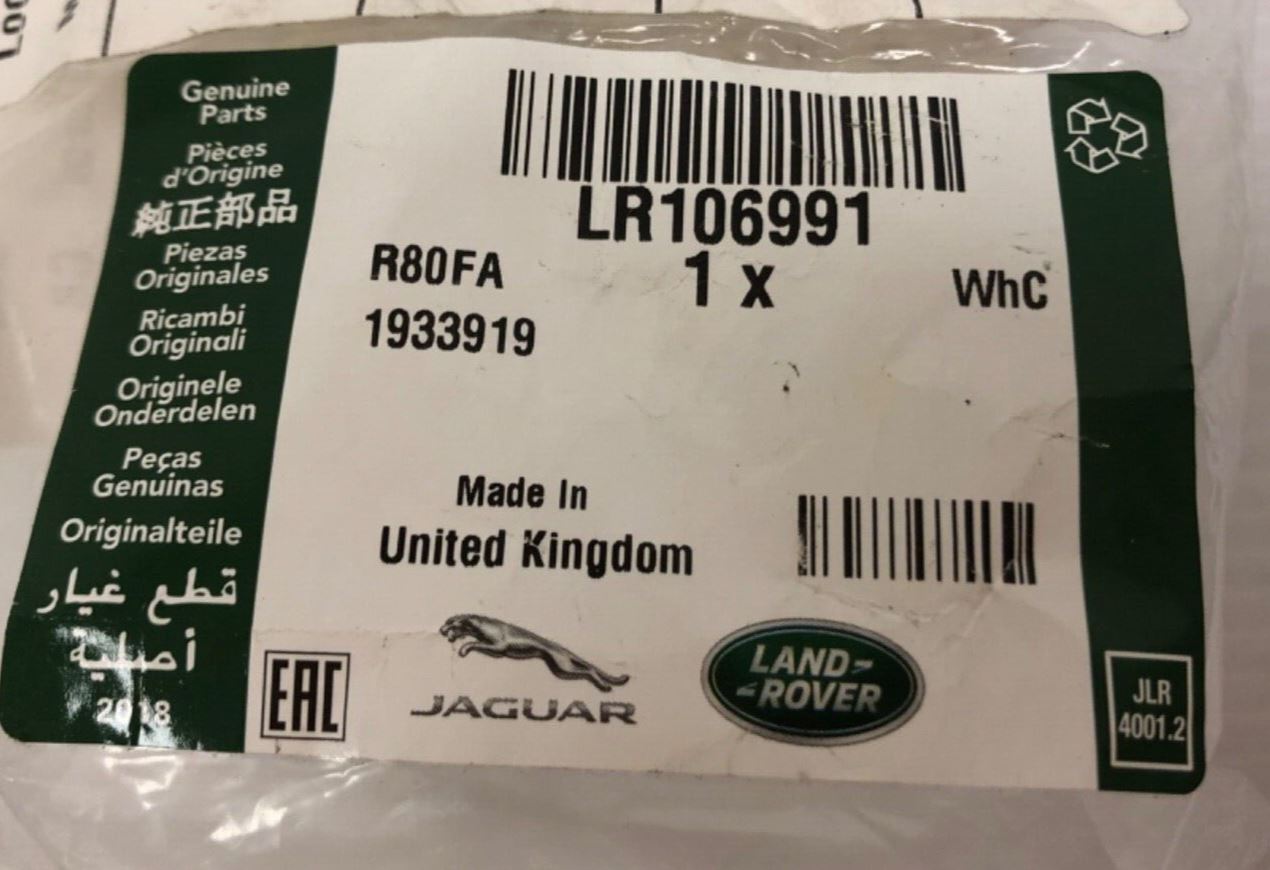 Genuine
Parts
Pièces
d'Origine
純正部品
Piezas
Originales
Ricambi
Originali
Originele
Onderdelen
Peças
Genuinas
Originalteile
قطع غيار
أصلية
2018
LR106991
R80FA
1 x
WhC
1933919
Made In
United Kingdom
EAC
JAGUAR
LAND-
-ROVER
JLR
4001.2